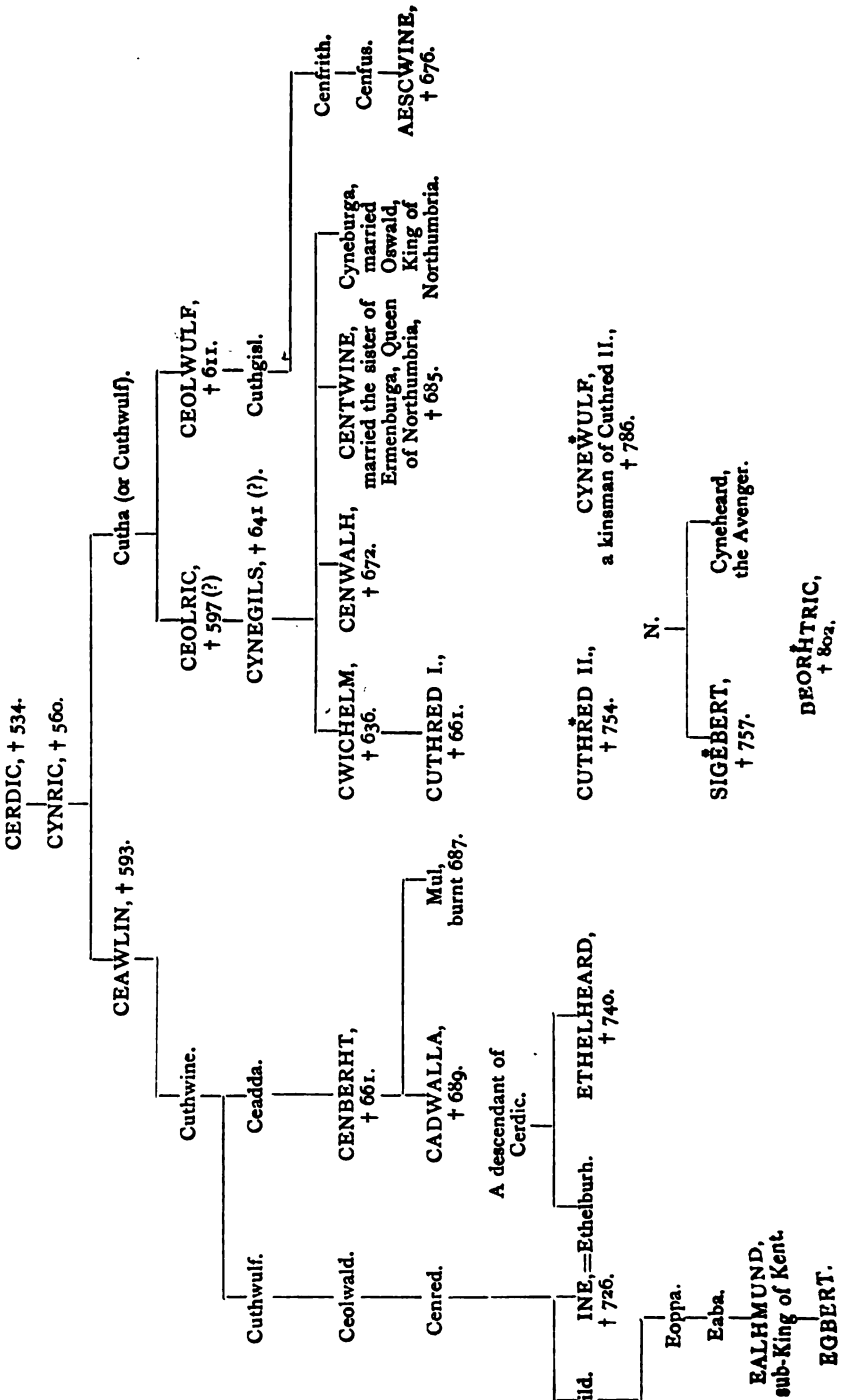 CERDIC, † 534.
CYNRIC, † 560.
CEAWLIN, † 593.
Cutha (or Cuthwulf).
Cuthwine.
CEOLRIC,
† 597 (?)
CEOLWULF,
† 611.
Cuthwulf.
Ceadda.
CYNEGILS, † 641 (?).
Cuthgisl.
Ceolwald.
CENBERHT,
† 661.
CWICHELM,
† 636.
CENWALH,
† 672.
CENTWINE,
married the sister of
Ermenburga, Queen
of Northumbria,
† 685.
Cyneburga,
married
Oswald,
King of
Northumbria.
Cenfrith.
Cenfus.
AESCWINE,
† 676.
Cenred.
CADWALLA,
† 689.
Mul,
burnt 687.
CUTHRED I.,
† 661.
A descendant of
Cerdic.
ild.
INE,=Ethelburh.
† 726.
ETHELHEARD,
† 740.
CUTHRED* II.,
† 754.
CYNEWULF,*
a kinsman of Cuthred II.,
† 786.
Eoppa.
Eaba.
EALHMUND,
sub-King of Kent.
EGBERT.
N.
SIGEBERT,*
† 757.
Cyneheard,
the Avenger.
DEORHTRIC,*
† 802.